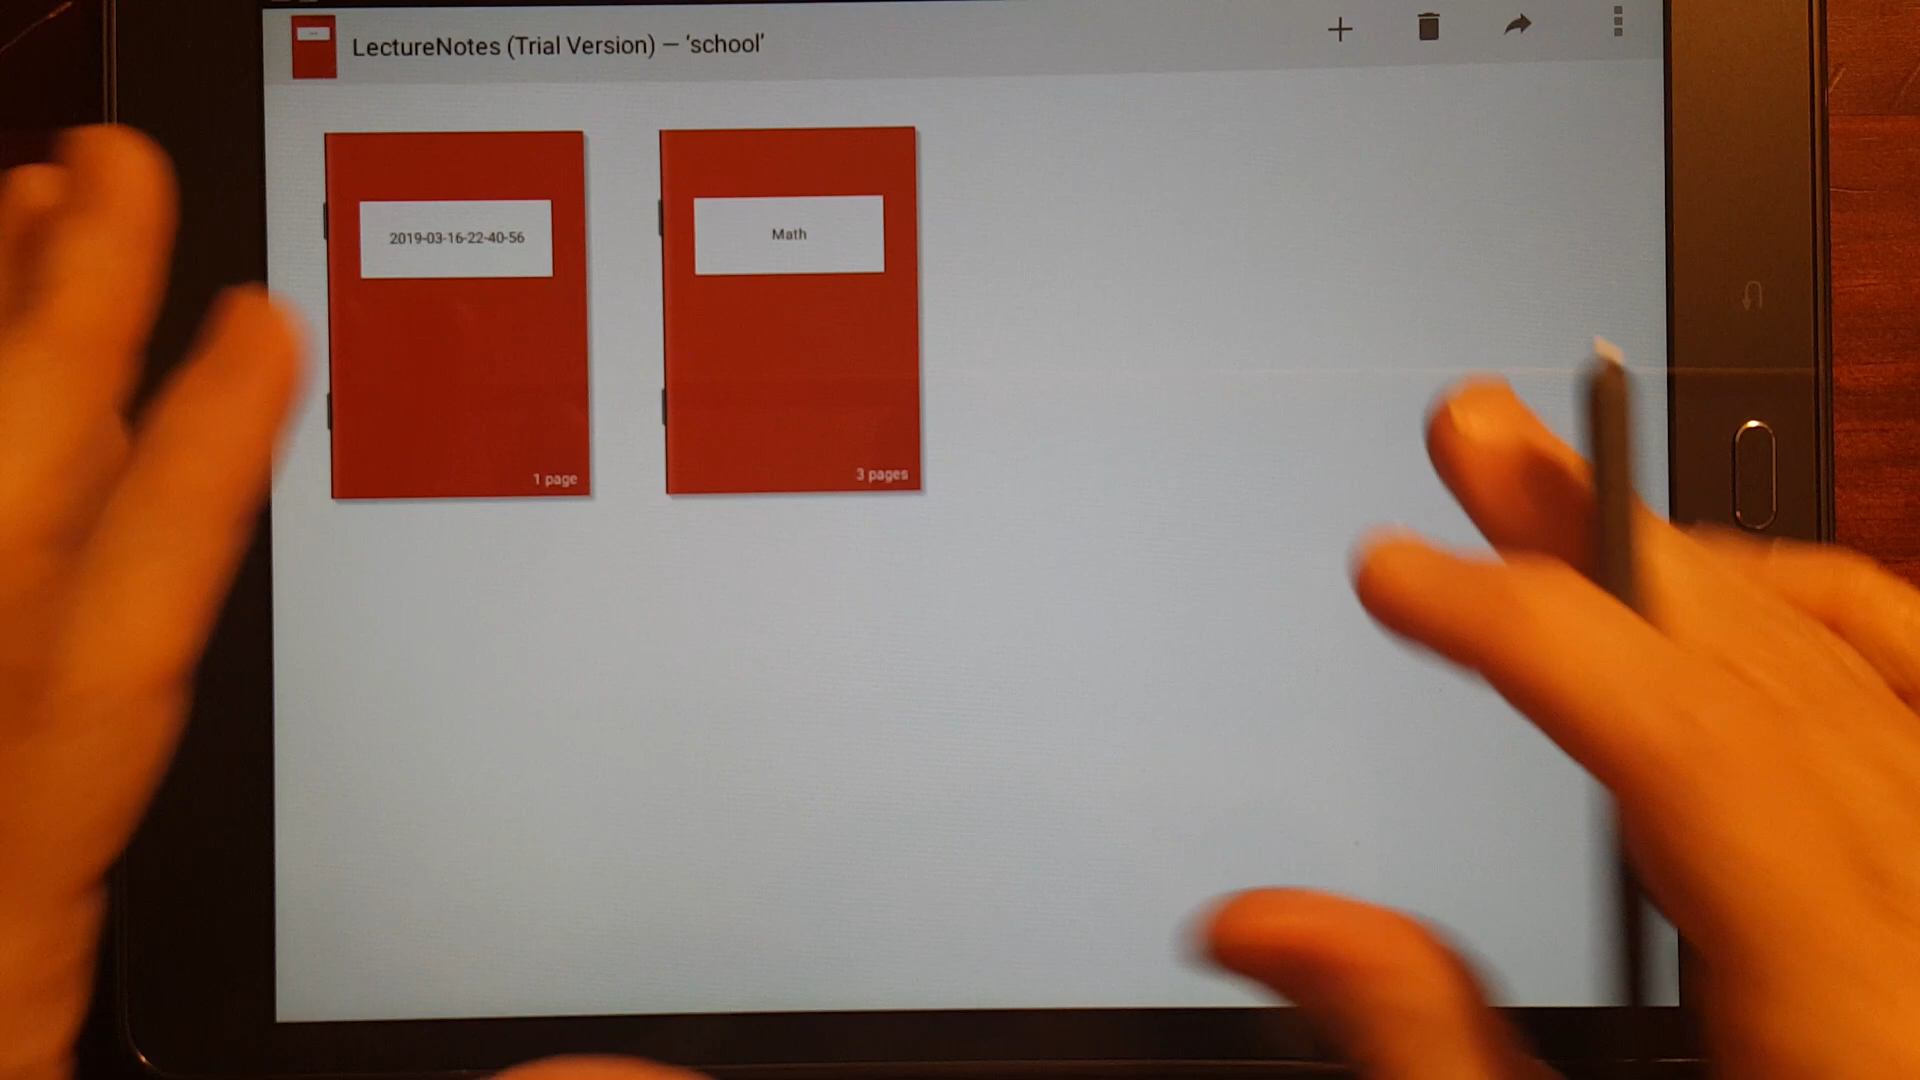 LectureNotes (Trial Version) – ‘school’
2019-03-16-22-40-56
Math
1 page
3 pages